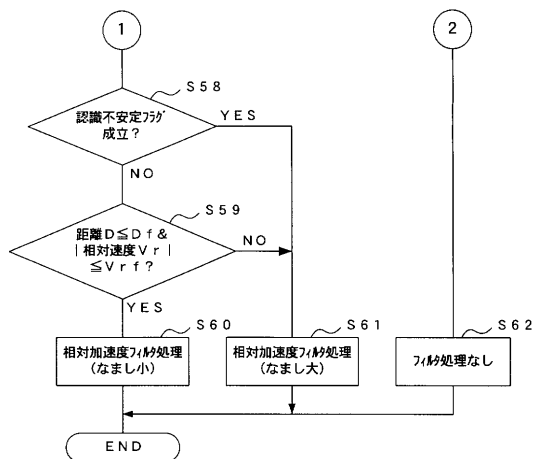 1
2
S58
認識不安定フラグ
成立?
YES
NO
S59
距離D≦Df&
|相対速度Vr|
≦Vrf?
NO
YES
S60
相対加速度フィルタ処理
(なまし小)
S61
相対加速度フィルタ処理
(なまし大)
S62
フィルタ処理なし
END